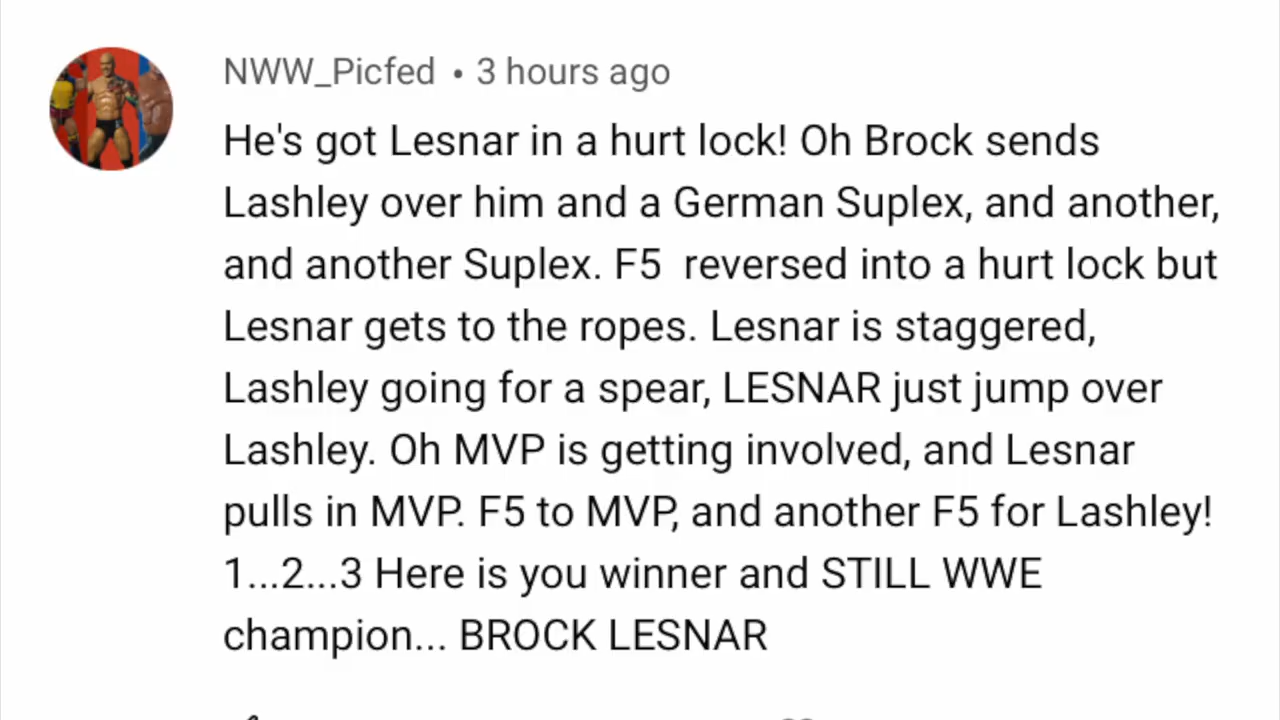 NWW_Picfed • 3 hours ago
He's got Lesnar in a hurt lock! Oh Brock sends
Lashley over him and a German Suplex, and another,
and another Suplex. F5  reversed into a hurt lock but
Lesnar gets to the ropes. Lesnar is staggered,
Lashley going for a spear, LESNAR just jump over
Lashley. Oh MVP is getting involved, and Lesnar
pulls in MVP. F5 to MVP, and another F5 for Lashley!
1...2...3 Here is you winner and STILL WWE
champion... BROCK LESNAR